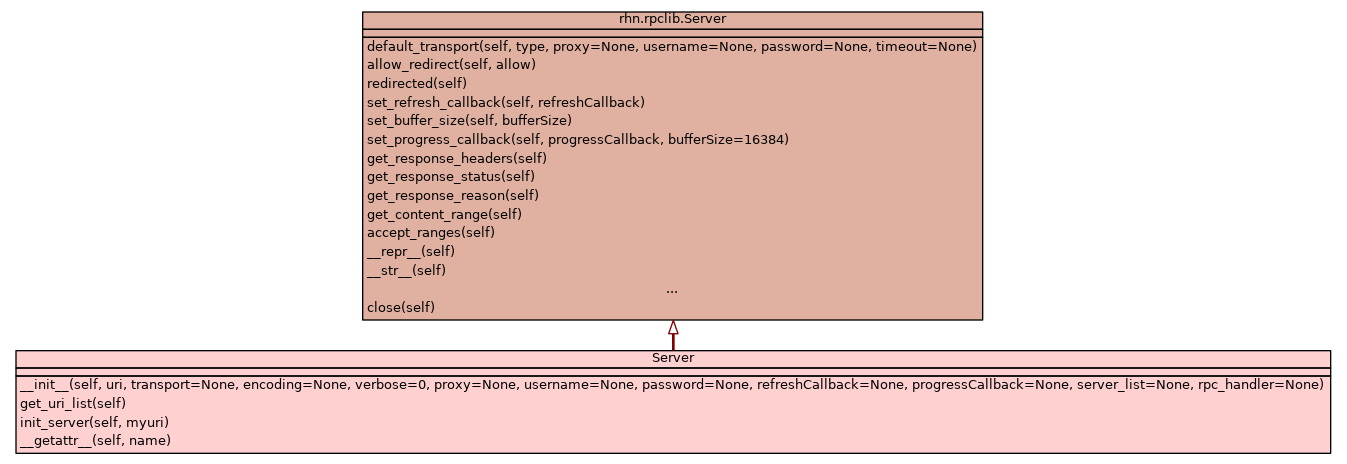 rhn.rpclib.Server
default_transport(self, type, proxy=None, username=None, password=None, timeout=None)
allow_redirect(self, allow)
redirected(self)
set_refresh_callback(self, refreshCallback)
set_buffer_size(self, bufferSize)
set_progress_callback(self, progressCallback, bufferSize=16384)
get_response_headers(self)
get_response_status(self)
get_response_reason(self)
get_content_range(self)
accept_ranges(self)
__repr__(self)
__str__(self)
...
close(self)
Server
__init__(self, uri, transport=None, encoding=None, verbose=0, proxy=None, username=None, password=None, refreshCallback=None, progressCallback=None, server_list=None, rpc_handler=None)
get_uri_list(self)
init_server(self, myuri)
__getattr__(self, name)